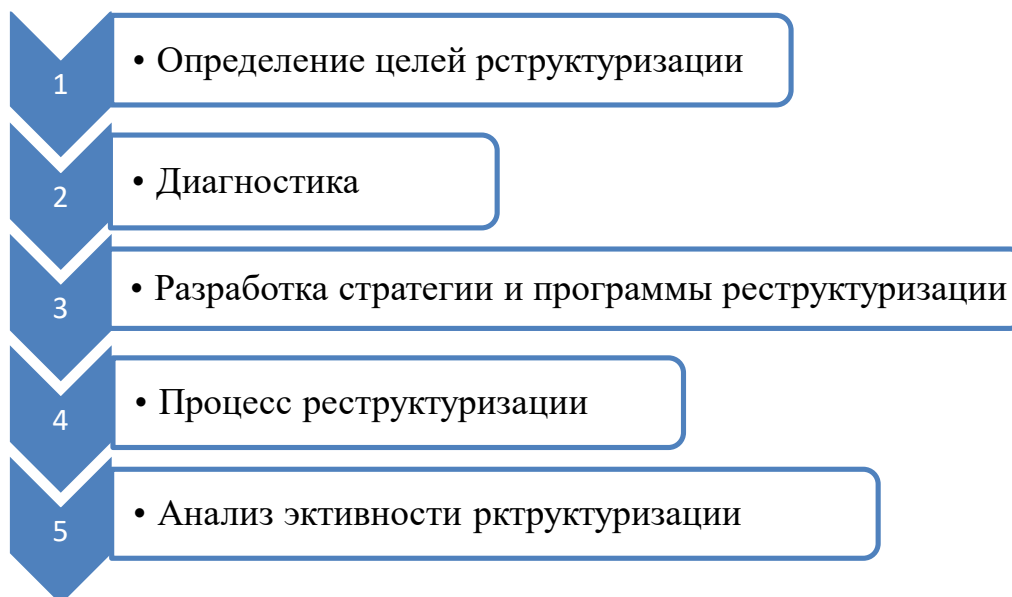 1
• Определение целей рструктуризации
2
• Диагностика
3
• Разработка стратегии и программы реструктуризации
4
• Процесс реструктуризации
5
• Анализ эктивности рктруктуризации